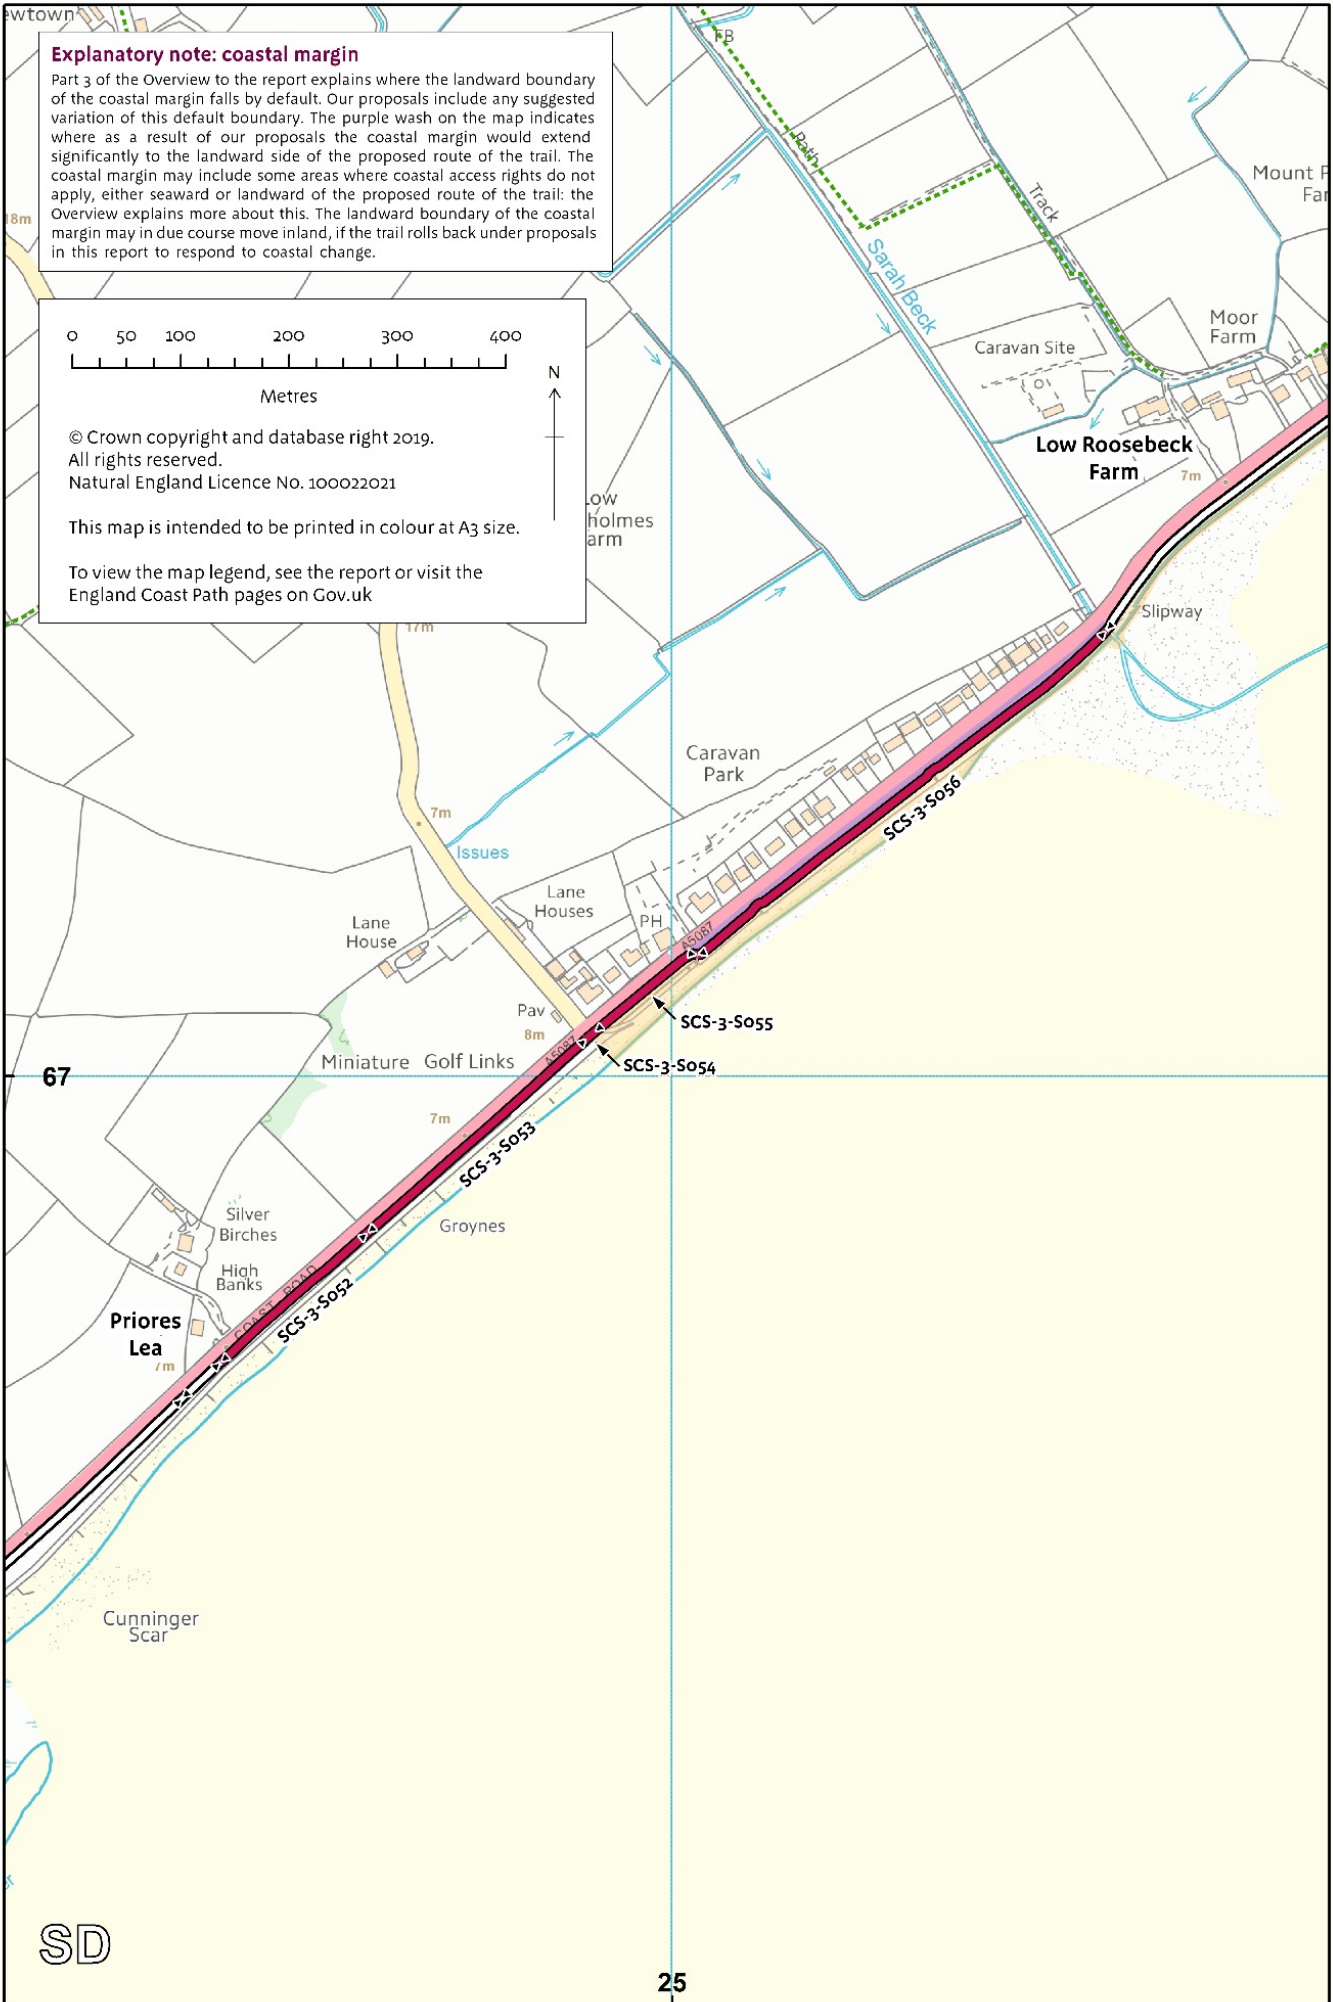 ewtown
FB
Explanatory note: coastal margin
Part 3 of the Overview to the report explains where the landward boundary
of the coastal margin falls by default. Our proposals include any suggested
variation of this default boundary. The purple wash on the map indicates
where as a result of our proposals the coastal margin would extend
significantly to the landward side of the proposed route of the trail. The
coastal margin may include some areas where coastal access rights do not
apply, either seaward or landward of the proposed route of the trail: the
Overview explains more about this. The landward boundary of the coastal
margin may in due course move inland, if the trail rolls back under proposals
in this report to respond to coastal change.
18m
Path
Track
Mount F
Far
Sarah Beck
0 50 100 200 300 400
Metres
N
© Crown copyright and database right 2019.
All rights reserved.
Natural England Licence No. 100022021
This map is intended to be printed in colour at A3 size.
To view the map legend, see the report or visit the
England Coast Path pages on Gov.uk
Moor
Farm
Caravan Site
Low Roosebeck
Farm
7m
ow
holmes
arm
17m
Slipway
Caravan
Park
SCS-3-S056
7m
Issues
Lane
Houses
Lane
House
PH
A5087
Pav
8m
SCS-3-S055
A5087
SCS-3-S054
Miniature Golf Links
67
7m
SCS-3-S053
Groynes
Silver
Birches
High
Banks
COAST ROAD
SCS-3-S052
Priores
Lea
7m
Cunninger
Scar
SD
25